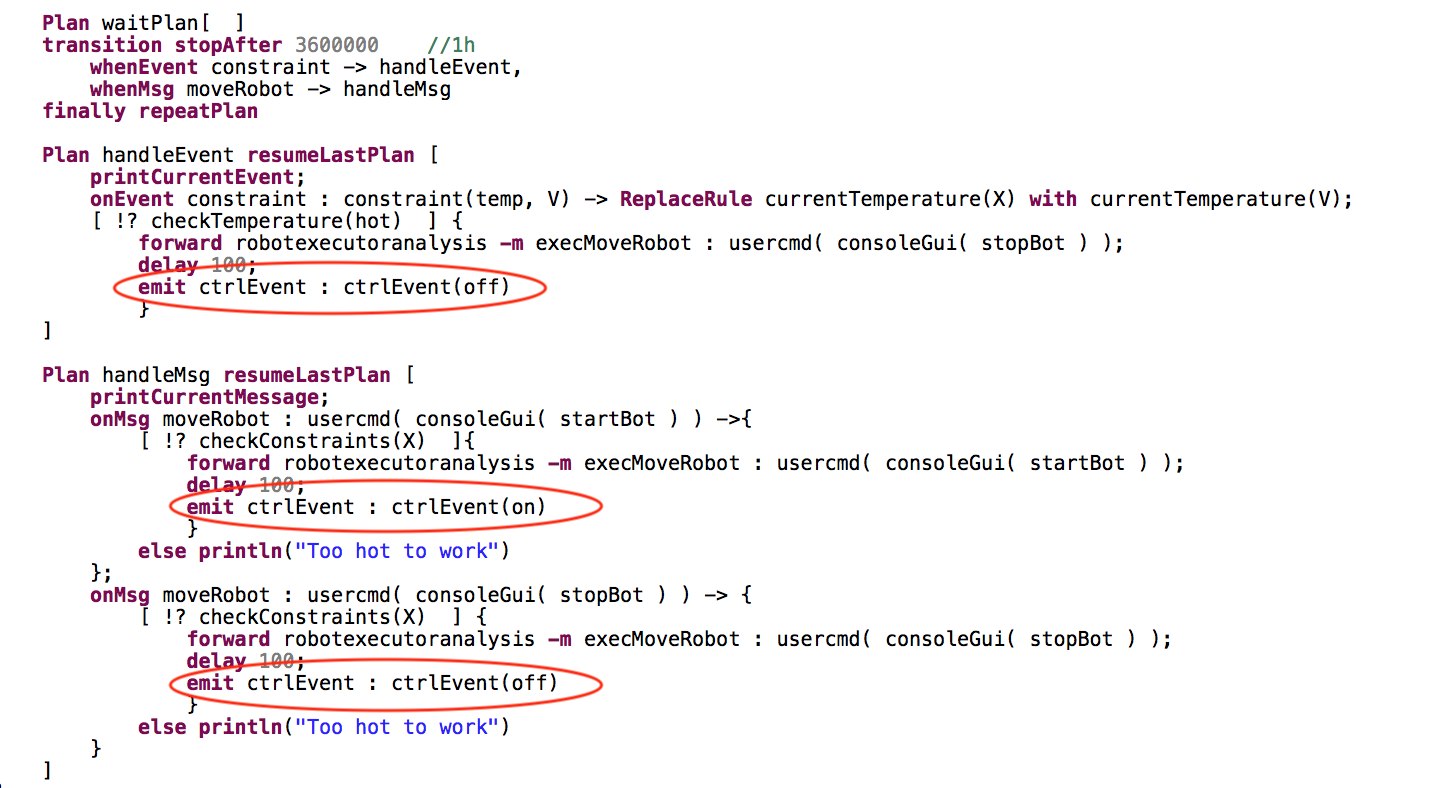 Plan waitPlan[  ]
transition stopAfter 3600000    //1h
    whenEvent constraint -> handleEvent,
    whenMsg moveRobot -> handleMsg
finally repeatPlan

Plan handleEvent resumeLastPlan [
    printCurrentEvent;
    onEvent constraint : constraint(temp, V) -> ReplaceRule currentTemperature(X) with currentTemperature(V);
    [ !? checkTemperature(hot)  ] {
        forward robotexecutoranalysis -m execMoveRobot : usercmd( consoleGui( stopBot ) );
        delay 100;
        emit ctrlEvent : ctrlEvent(off)
        }
]

Plan handleMsg resumeLastPlan [
    printCurrentMessage;
    onMsg moveRobot : usercmd( consoleGui( startBot ) ) ->{
        [ !? checkConstraints(X)  ]{
            forward robotexecutoranalysis -m execMoveRobot : usercmd( consoleGui( startBot ) );
            delay 100;
            emit ctrlEvent : ctrlEvent(on)
            }
        else println("Too hot to work")
    };
    onMsg moveRobot : usercmd( consoleGui( stopBot ) ) -> {
        [ !? checkConstraints(X)  ] {
            forward robotexecutoranalysis -m execMoveRobot : usercmd( consoleGui( stopBot ) );
            delay 100;
            emit ctrlEvent : ctrlEvent(off)
            }
        else println("Too hot to work")
    }
]